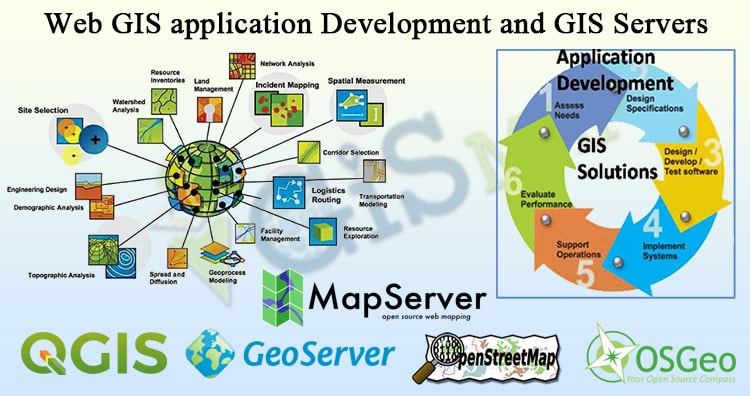 Web GIS application Development and GIS Servers
Network Analysis
Resource
Inventories
Land
Management
Incident Mapping
Spatial Measurement
Watershed
Analysis
Site Selection
Corridor Selection
Engineering Design
Demographic Analysis
Logistics
Routing
Transportation
Modeling
Facility
Management
Resource
Exploration
Topographic Analysis
Spread and
Diffusion
Geoprocess
Modeling
Application
Development
1
Assess
Needs
2
Design
Specifications
GIS
Solutions
3
Design /
Develop /
Test software
4
Implement
Systems
5
Support
Operations
6
Evaluate
Performance
MapServer
open source web mapping
QGIS
GeoServer
OpenStreetMap
OSGeo
Your Open Source Compass